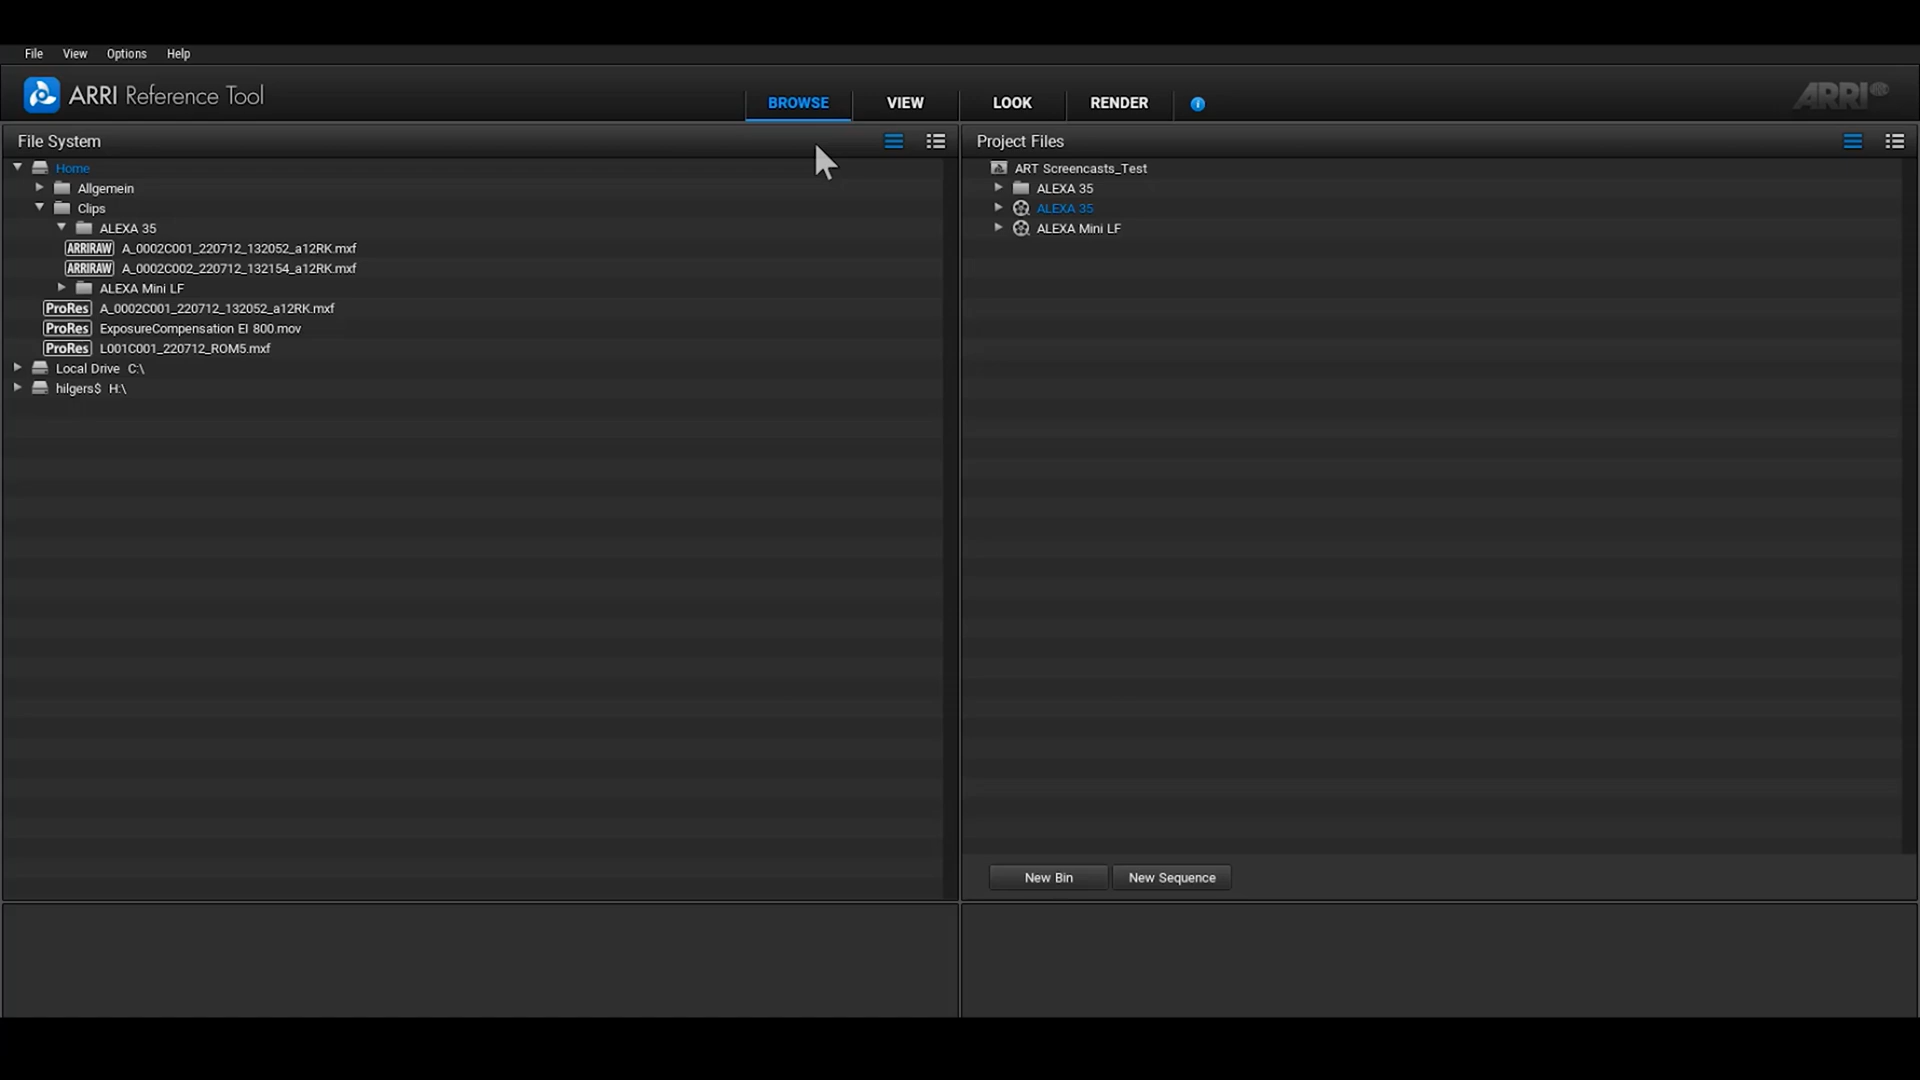 File View Options Help
ARRI Reference Tool
BROWSE VIEW LOOK RENDER i
ARRI
File System
Home
Allgemein
Clips
ALEXA 35
ARRIRAW A_0002C001_220712_132052_a12RK.mxf
ARRIRAW A_0002C002_220712_132154_a12RK.mxf
ALEXA Mini LF
ProRes A_0002C001_220712_132052_a12RK.mxf
ProRes ExposureCompensation EI 800.mov
ProRes L001C001_220712_ROM5.mxf
Local Drive C:\
hilgers$ H:\
Project Files
ART Screencasts_Test
ALEXA 35
ALEXA 35
ALEXA Mini LF
New Bin New Sequence